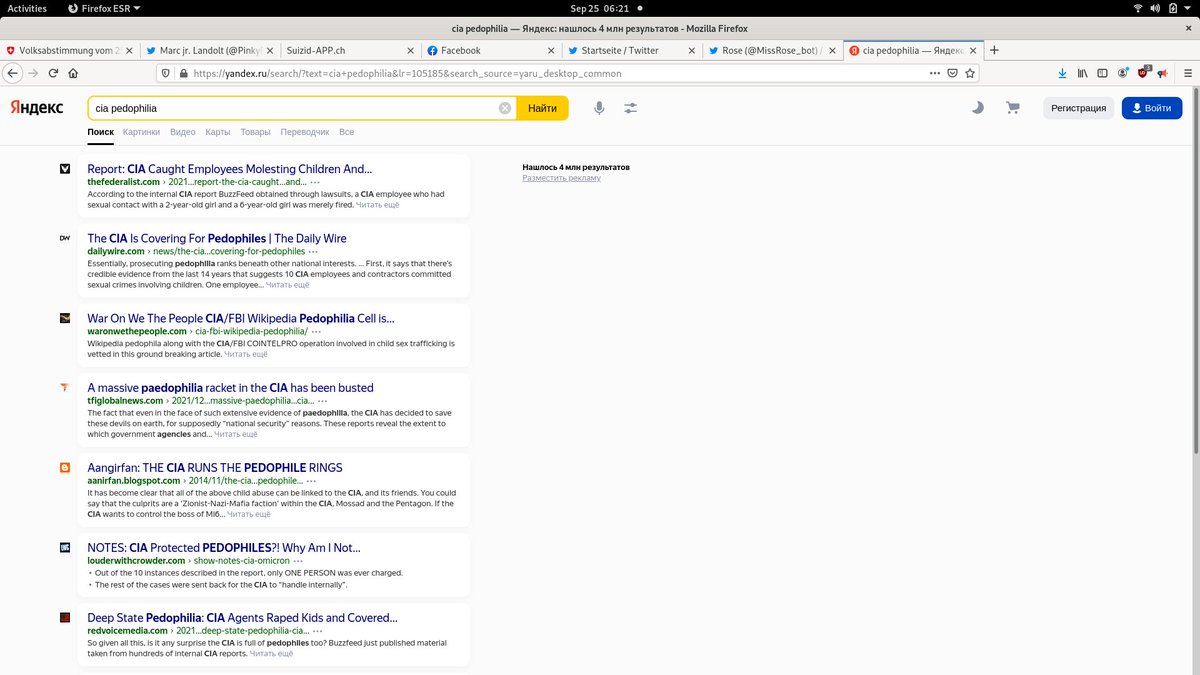 Activities Firefox ESR Sep 25 06:21
cia pedophilia — Яндекс: нашлось 4 млн результатов - Mozilla Firefox
Volksabstimmung vom 2 Marc jr. Landolt (@Pinky Suizid-APP.ch Facebook Startseite / Twitter Rose (@MissRose_bot) / cia pedophilia — Яндекс
https://yandex.ru/search/?text=cia+pedophilia&lr=105185&search_source=yaru_desktop_common
Яндекс cia pedophilia Найти Регистрация Войти
Поиск Картинки Видео Карты Товары Переводчик Все
Нашлось 4 млн результатов
Разместить рекламу
Report: CIA Caught Employees Molesting Children And...
thefederalist.com › 2021...report-the-cia-caught...and...
According to the internal CIA report BuzzFeed obtained through lawsuits, a CIA employee who had
sexual contact with a 2-year-old girl and a 6-year-old girl was merely fired. Читать ещё
DW
The CIA Is Covering For Pedophiles | The Daily Wire
dailywire.com › news/the-cia...covering-for-pedophiles
Essentially, prosecuting pedophilia ranks beneath other national interests. ... First, it says that there's
credible evidence from the last 14 years that suggests 10 CIA employees and contractors committed
sexual crimes involving children. One employee... Читать ещё
War On We The People CIA/FBI Wikipedia Pedophilia Cell is...
waronwethepeople.com › cia-fbi-wikipedia-pedophilia/
Wikipedia pedophila along with the CIA/FBI COINTELPRO operation involved in child sex trafficking is
vetted in this ground breaking article. Читать ещё
A massive paedophilia racket in the CIA has been busted
tfiglobalnews.com › 2021/12...massive-paedophilia...cia...
The fact that even in the face of such extensive evidence of paedophilia, the CIA has decided to save
these devils on earth, for supposedly "national security" reasons. These reports reveal the extent to
which government agencies and... Читать ещё
Aangirfan: THE CIA RUNS THE PEDOPHILE RINGS
aanirfan.blogspot.com › 2014/11/the-cia...pedophile...
It has become clear that all of the above child abuse can be linked to the CIA, and its friends. You could
say that the culprits are a 'Zionist-Nazi-Mafia faction' within the CIA, Mossad and the Pentagon. If the
CIA wants to control the boss of MI6... Читать ещё
NOTES: CIA Protected PEDOPHILES?! Why Am I Not...
louderwithcrowder.com › show-notes-cia-omicron
• Out of the 10 instances described in the report, only ONE PERSON was ever charged.
• The rest of the cases were sent back for the CIA to "handle internally".
Deep State Pedophilia: CIA Agents Raped Kids and Covered...
redvoicemedia.com › 2021...deep-state-pedophilia-cia...
So given all this, is it any surprise the CIA is full of pedophiles too? Buzzfeed just published material
taken from hundreds of internal CIA reports. Читать ещё